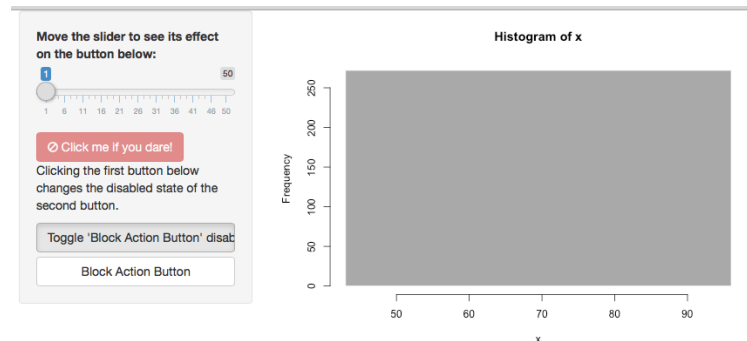 Move the slider to see its effect
on the button below:
1
50
1 6 11 16 21 26 31 36 41 46 50
Click me if you dare!
Clicking the first button below
changes the disabled state of the
second button.
Toggle 'Block Action Button' disab
Block Action Button
Histogram of x
Frequency
250
200
150
100
50
0
50 60 70 80 90
x